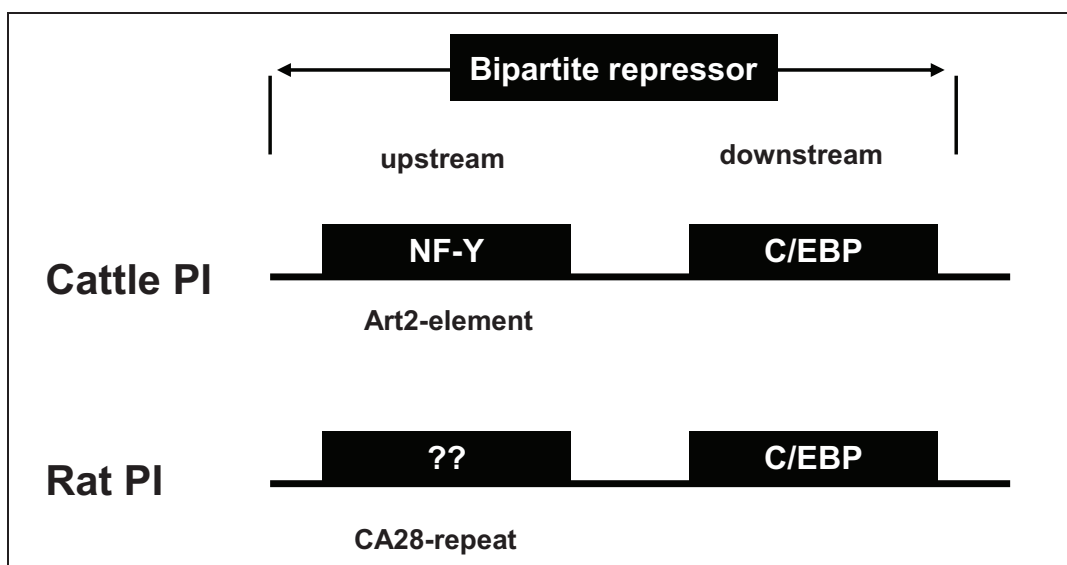 Bipartite repressor
upstream downstream
NF-Y C/EBP
Cattle PI
Art2-element
?? C/EBP
Rat PI
CA28-repeat